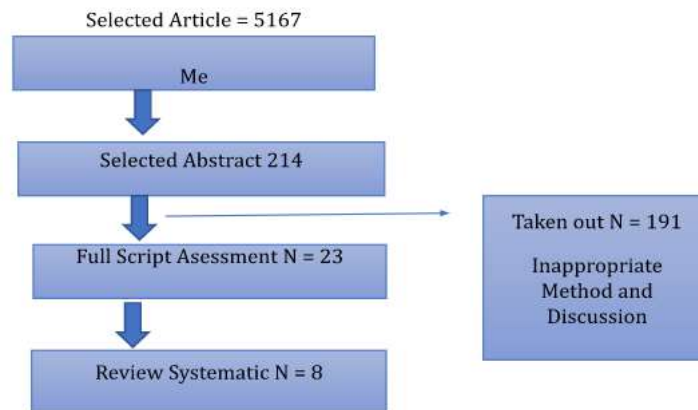 Selected Article = 5167
Me
Selected Abstract 214
Taken out N = 191
Inappropriate
Method and
Discussion
Full Script Asessment N = 23
Review Systematic N = 8